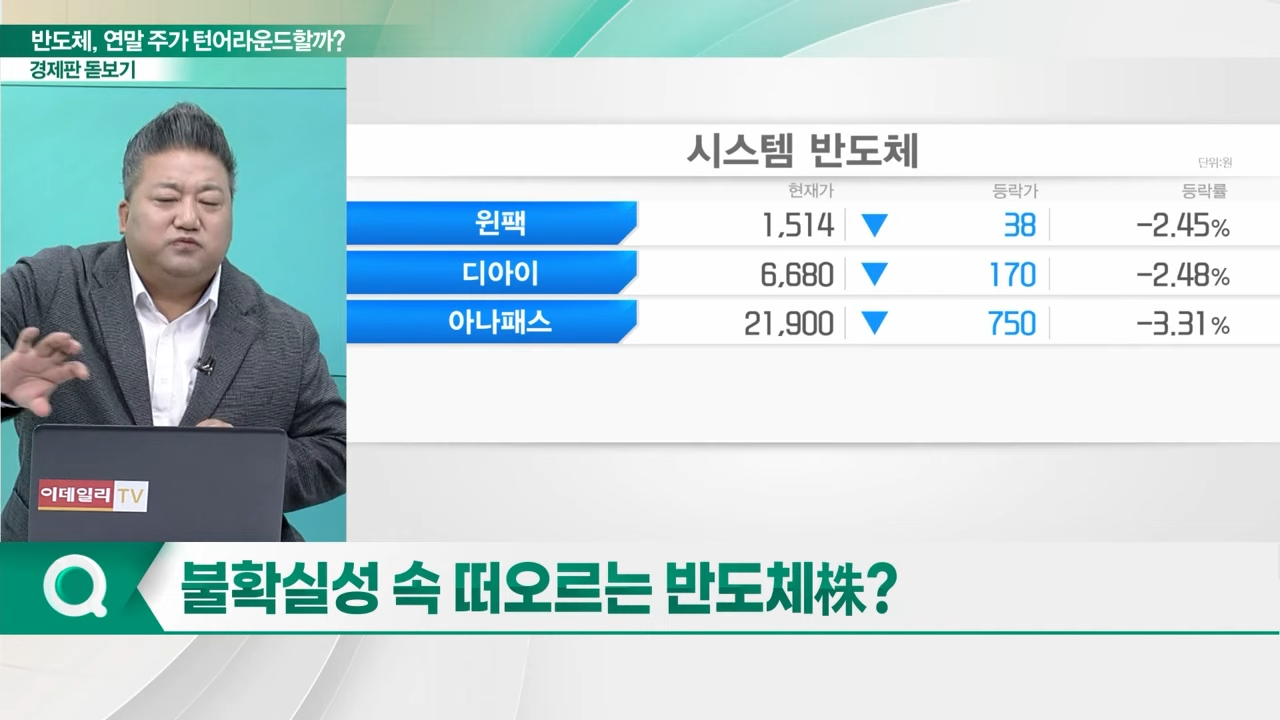 반도체, 연말 주가 턴어라운드할까?
경제판 돋보기
시스템 반도체
단위:원
현재가 등락가 등락률
윈팩 1,514 ▼ 38 -2.45%
디아이 6,680 ▼ 170 -2.48%
아나패스 21,900 ▼ 750 -3.31%
이데일리 TV
Q 불확실성 속 떠오르는 반도체株?